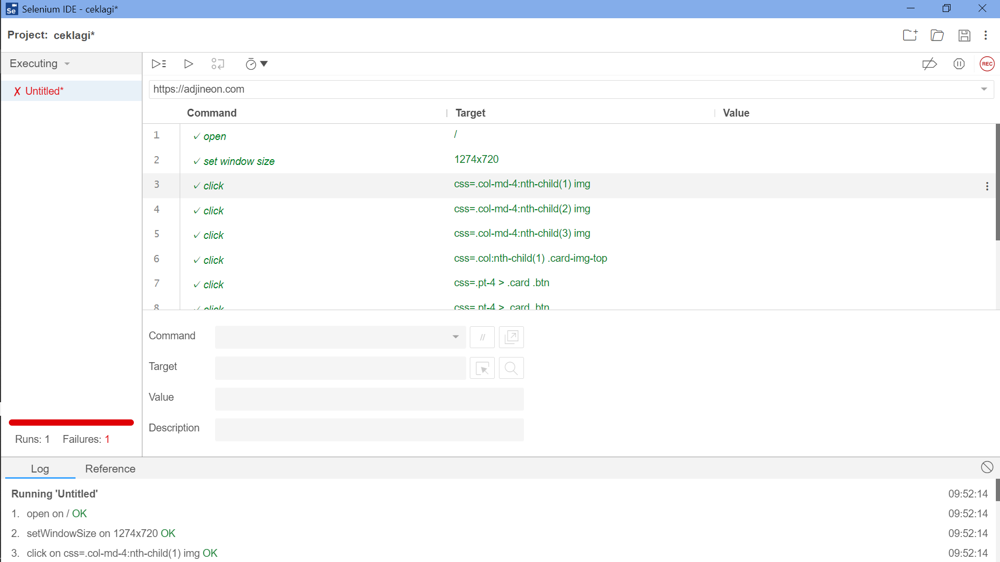 Se Selenium IDE - ceklagi*
Project: ceklagi*
Executing
REC
✗ Untitled*
https://adjineon.com
Command Target Value
1 ✓ open /
2 ✓ set window size 1274x720
3 ✓ click css=.col-md-4:nth-child(1) img
4 ✓ click css=.col-md-4:nth-child(2) img
5 ✓ click css=.col-md-4:nth-child(3) img
6 ✓ click css=.col:nth-child(1) .card-img-top
7 ✓ click css=.pt-4 > .card .btn
8 ✓ click css=.pt-4 > .card .btn
Command //
Target
Value
Description
Runs: 1 Failures: 1
Log Reference
Running 'Untitled' 09:52:14
1. open on / OK 09:52:14
2. setWindowSize on 1274x720 OK 09:52:14
3. click on css=.col-md-4:nth-child(1) img OK 09:52:14